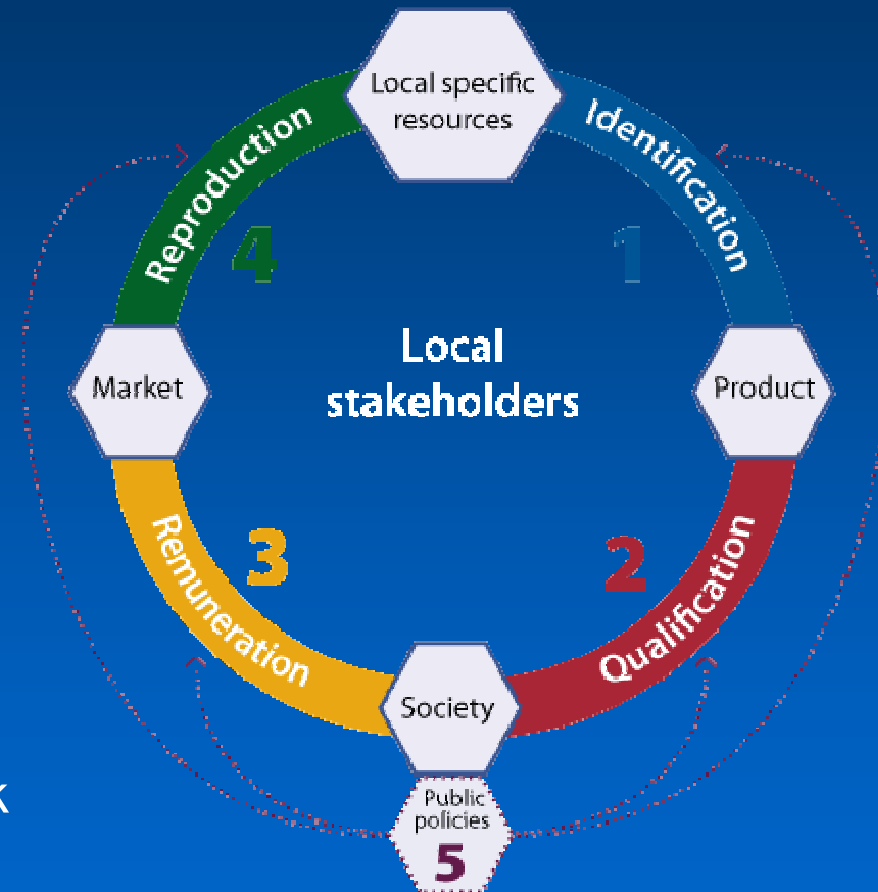 Local specific
resources
Identification
1
Product
Qualification
2
Society
Remuneration
3
Market
Reproduction
4
Local
stakeholders
Public
policies
5